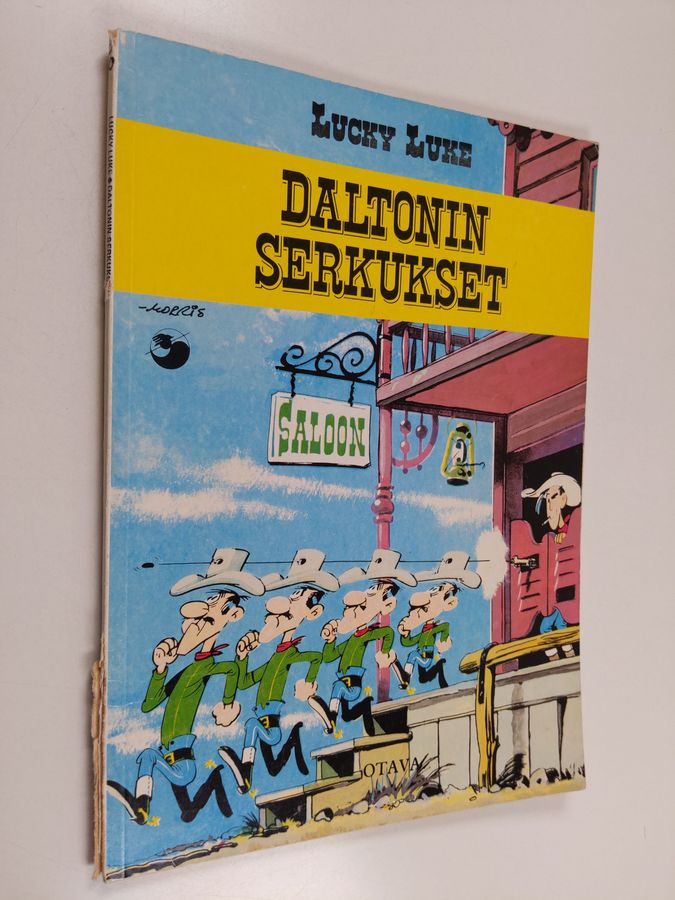 LUCKY LUKE
DALTONIN
SERKUKSET
MORRIS
SALOON
OTAVA
LUCKY LUKE DALTONIN SERKUKSET